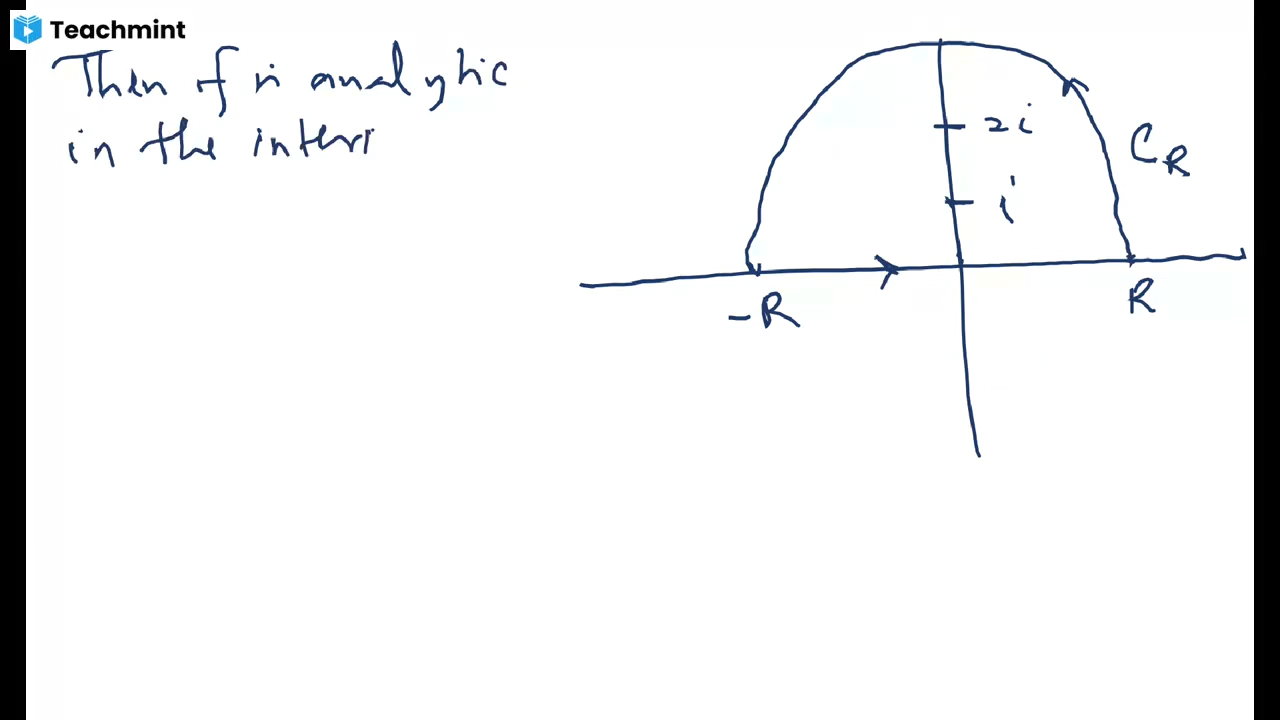 Teachmint
Then f is analytic
in the interi
2i
i
C_R
-R
R